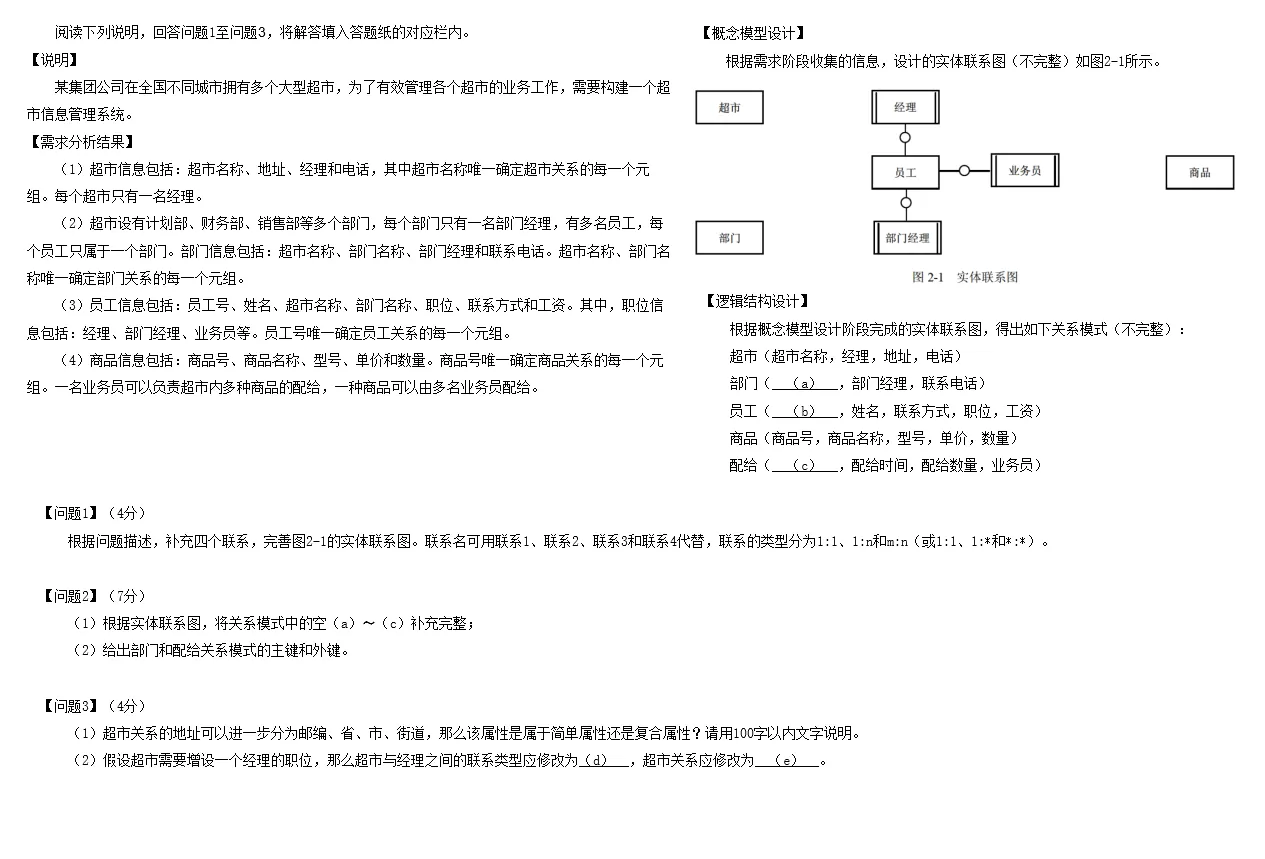 阅读下列说明，回答问题1至问题3，将解答填入答题纸的对应栏内。
【说明】
某集团公司在全国不同城市拥有多个大型超市，为了有效管理各个超市的业务工作，需要构建一个超
市信息管理系统。
【需求分析结果】
（1）超市信息包括：超市名称、地址、经理和电话，其中超市名称唯一确定超市关系的每一个元
组。每个超市只有一名经理。
（2）超市设有计划部、财务部、销售部等多个部门，每个部门只有一名部门经理，有多名员工，每
个员工只属于一个部门。部门信息包括：超市名称、部门名称、部门经理和联系电话。超市名称、部门名
称唯一确定部门关系的每一个元组。
（3）员工信息包括：员工号、姓名、超市名称、部门名称、职位、联系方式和工资。其中，职位信
息包括：经理、部门经理、业务员等。员工号唯一确定员工关系的每一个元组。
（4）商品信息包括：商品号、商品名称、型号、单价和数量。商品号唯一确定商品关系的每一个元
组。一名业务员可以负责超市内多种商品的配给，一种商品可以由多名业务员配给。
【概念模型设计】
根据需求阶段收集的信息，设计的实体联系图（不完整）如图2-1所示。
超市
经理
员工
业务员
商品
部门
部门经理
图 2-1 实体联系图
【逻辑结构设计】
根据概念模型设计阶段完成的实体联系图，得出如下关系模式（不完整）：
超市（超市名称，经理，地址，电话）
部门（ （a） ，部门经理，联系电话）
员工（ （b） ，姓名，联系方式，职位，工资）
商品（商品号，商品名称，型号，单价，数量）
配给（ （c） ，配给时间，配给数量，业务员）
【问题1】（4分）
根据问题描述，补充四个联系，完善图2-1的实体联系图。联系名可用联系1、联系2、联系3和联系4代替，联系的类型分为1:1、1:n和m:n（或1:1、1:*和*:*）。
【问题2】（7分）
（1）根据实体联系图，将关系模式中的空（a）～（c）补充完整；
（2）给出部门和配给关系模式的主键和外键。
【问题3】（4分）
（1）超市关系的地址可以进一步分为邮编、省、市、街道，那么该属性是属于简单属性还是复合属性？请用100字以内文字说明。
（2）假设超市需要增设一个经理的职位，那么超市与经理之间的联系类型应修改为（d） ，超市关系应修改为 （e） 。